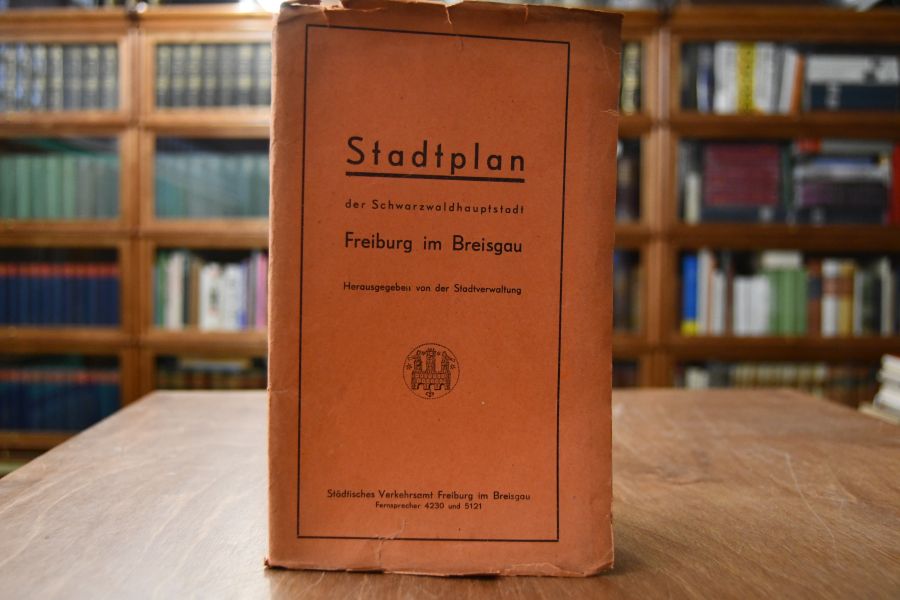 Stadtplan
der Schwarzwaldhauptstadt
Freiburg im Breisgau
Herausgegeben von der Stadtverwaltung
Städtisches Verkehrsamt Freiburg im Breisgau
Fernsprecher 4230 und 5121